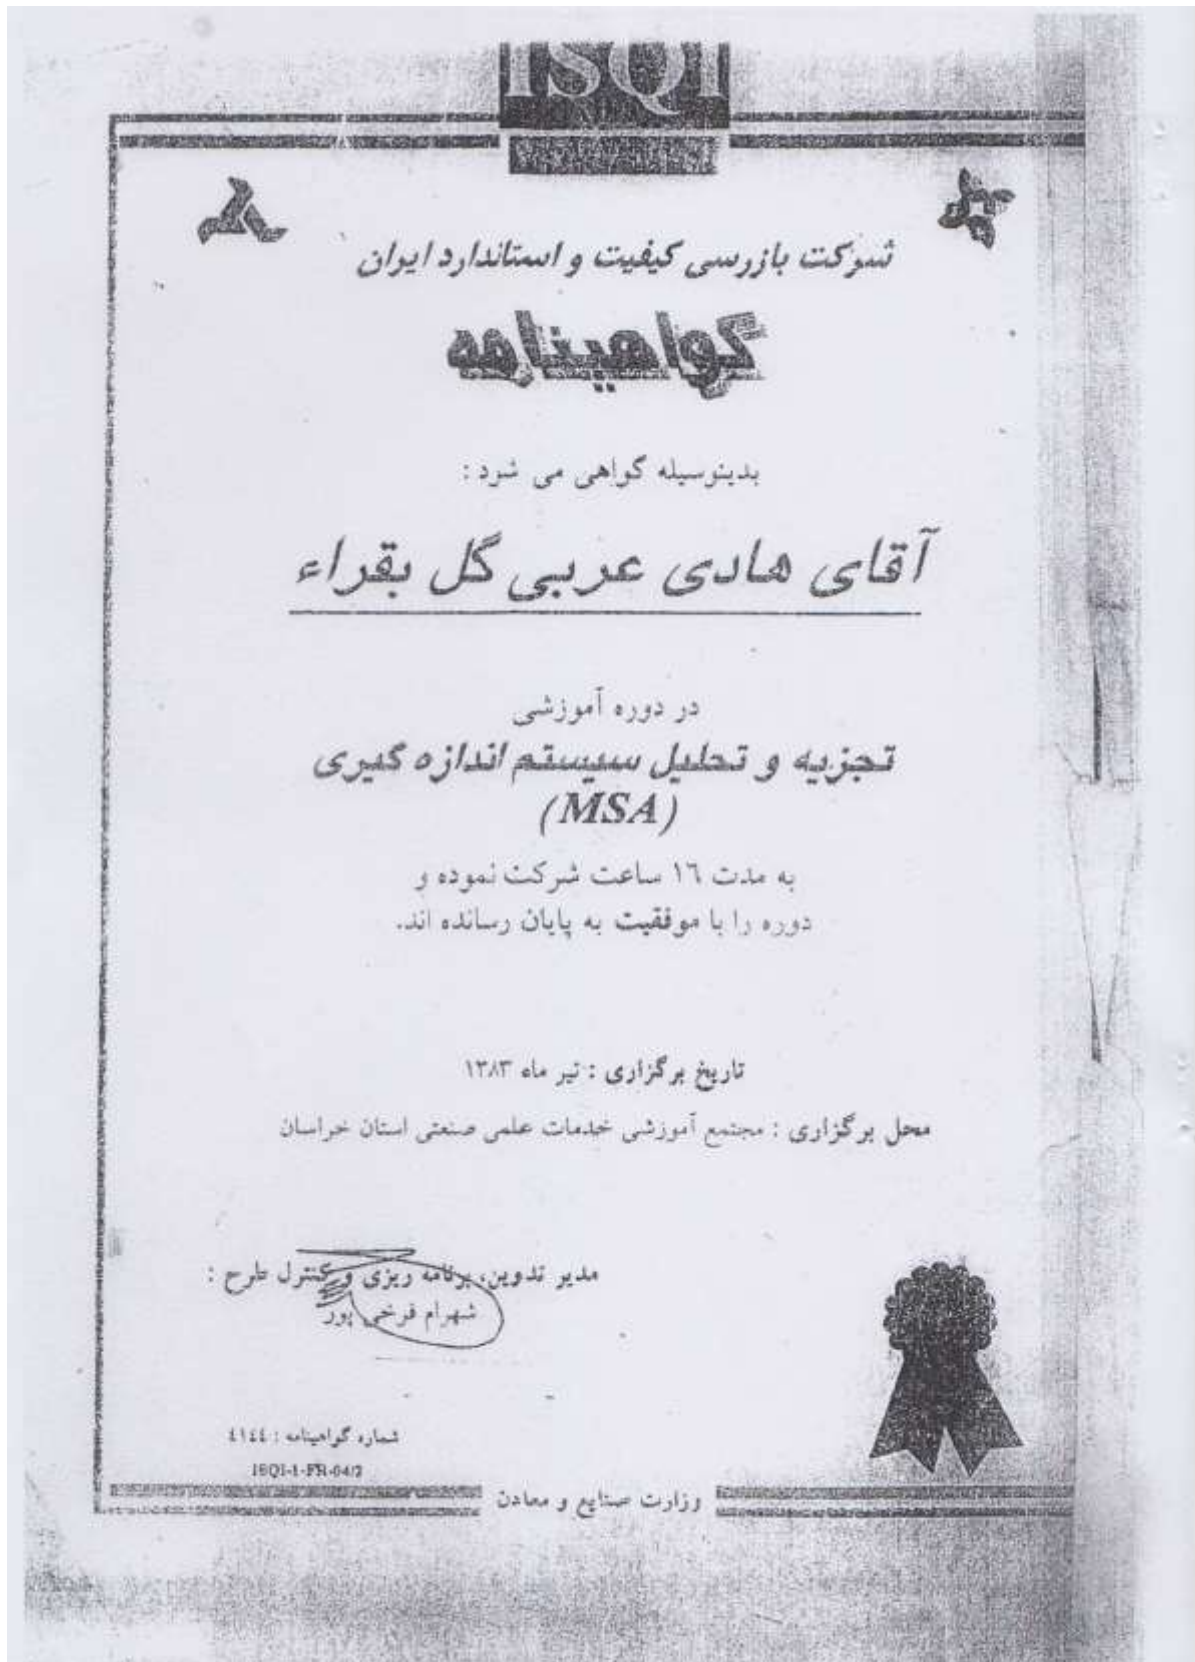 ISQI
شرکت بازرسی کیفیت و استاندارد ایران
گواهینامه
بدینوسیله گواهی می شود :
آقای هادی عربی گل بقراء
در دوره آموزشی
تجزیه و تحلیل سیستم اندازه گیری
(MSA)
به مدت ١٦ ساعت شرکت نموده و
دوره را با موفقیت به پایان رسانده اند.
تاریخ برگزاری : تیر ماه ۱۳۸۳
محل برگزاری : مجتمع آموزشی خدمات علمی صنعتی استان خراسان
مدیر تدوین، برنامه ریزی و کنترل طرح :
شهرام فرخی پور
شماره گواهینامه : ٤١٤٤
ISQI-1-FR-04/2
وزارت صنایع و معادن